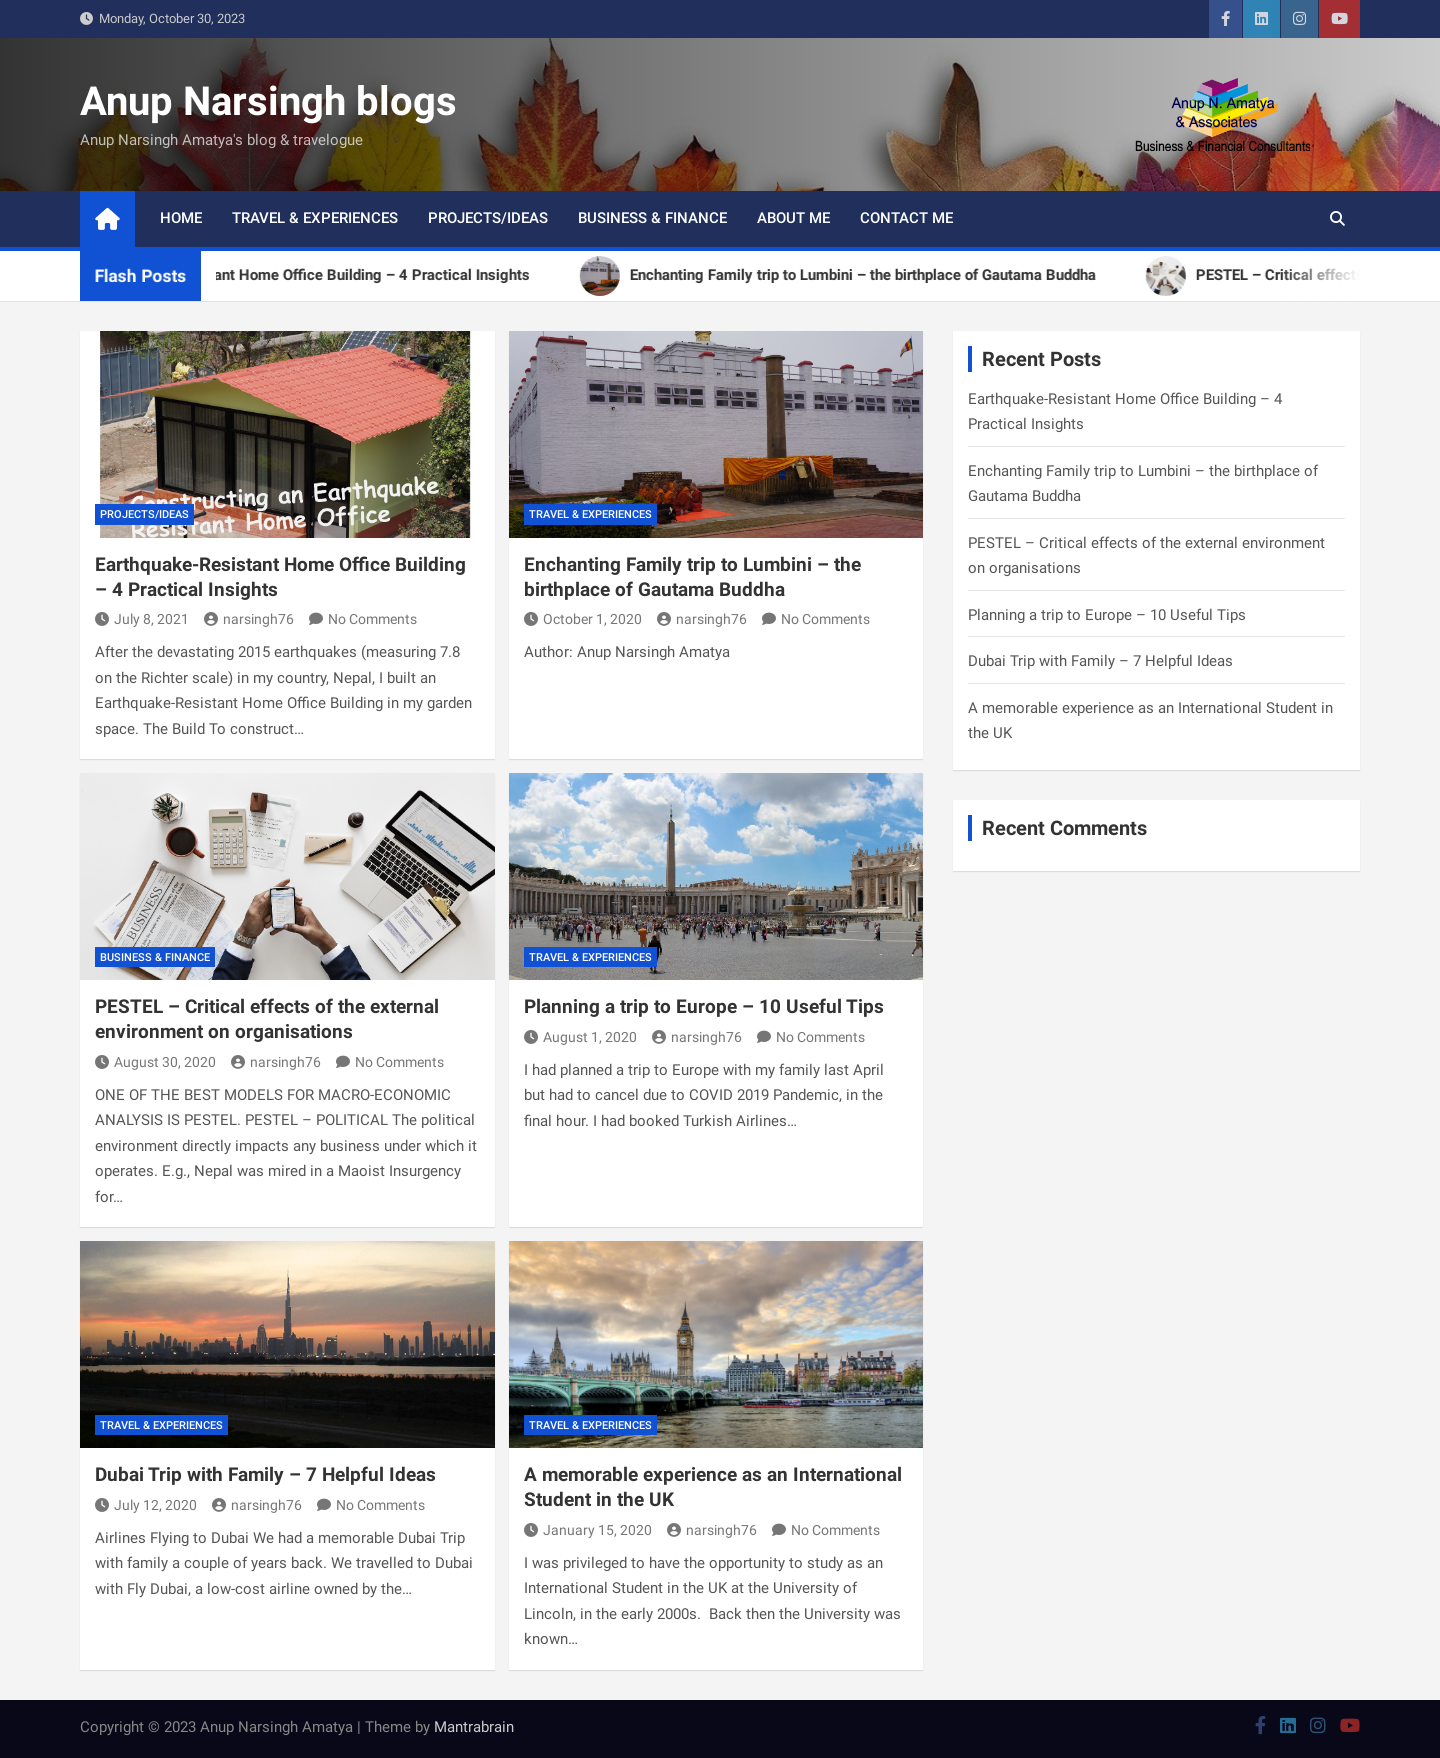 Monday, October 30, 2023
Anup Narsingh blogs
Anup Narsingh Amatya's blog & travelogue
Anup N. Amatya
& Associates
Business & Financial Consultants
HOME TRAVEL & EXPERIENCES PROJECTS/IDEAS BUSINESS & FINANCE ABOUT ME CONTACT ME
Flash Posts
ant Home Office Building – 4 Practical Insights Enchanting Family trip to Lumbini – the birthplace of Gautama Buddha PESTEL – Critical effects
Constructing an Earthquake
Resistant Home Office
PROJECTS/IDEAS
Earthquake-Resistant Home Office Building
– 4 Practical Insights
July 8, 2021 narsingh76 No Comments
After the devastating 2015 earthquakes (measuring 7.8
on the Richter scale) in my country, Nepal, I built an
Earthquake-Resistant Home Office Building in my garden
space. The Build To construct…
TRAVEL & EXPERIENCES
Enchanting Family trip to Lumbini – the
birthplace of Gautama Buddha
October 1, 2020 narsingh76 No Comments
Author: Anup Narsingh Amatya
BUSINESS
BUSINESS & FINANCE
PESTEL – Critical effects of the external
environment on organisations
August 30, 2020 narsingh76 No Comments
ONE OF THE BEST MODELS FOR MACRO-ECONOMIC
ANALYSIS IS PESTEL. PESTEL – POLITICAL The political
environment directly impacts any business under which it
operates. E.g., Nepal was mired in a Maoist Insurgency
for…
TRAVEL & EXPERIENCES
Planning a trip to Europe – 10 Useful Tips
August 1, 2020 narsingh76 No Comments
I had planned a trip to Europe with my family last April
but had to cancel due to COVID 2019 Pandemic, in the
final hour. I had booked Turkish Airlines…
TRAVEL & EXPERIENCES
Dubai Trip with Family – 7 Helpful Ideas
July 12, 2020 narsingh76 No Comments
Airlines Flying to Dubai We had a memorable Dubai Trip
with family a couple of years back. We travelled to Dubai
with Fly Dubai, a low-cost airline owned by the…
TRAVEL & EXPERIENCES
A memorable experience as an International
Student in the UK
January 15, 2020 narsingh76 No Comments
I was privileged to have the opportunity to study as an
International Student in the UK at the University of
Lincoln, in the early 2000s. Back then the University was
known…
Recent Posts
Earthquake-Resistant Home Office Building – 4
Practical Insights
Enchanting Family trip to Lumbini – the birthplace of
Gautama Buddha
PESTEL – Critical effects of the external environment
on organisations
Planning a trip to Europe – 10 Useful Tips
Dubai Trip with Family – 7 Helpful Ideas
A memorable experience as an International Student in
the UK
Recent Comments
Copyright © 2023 Anup Narsingh Amatya | Theme by Mantrabrain